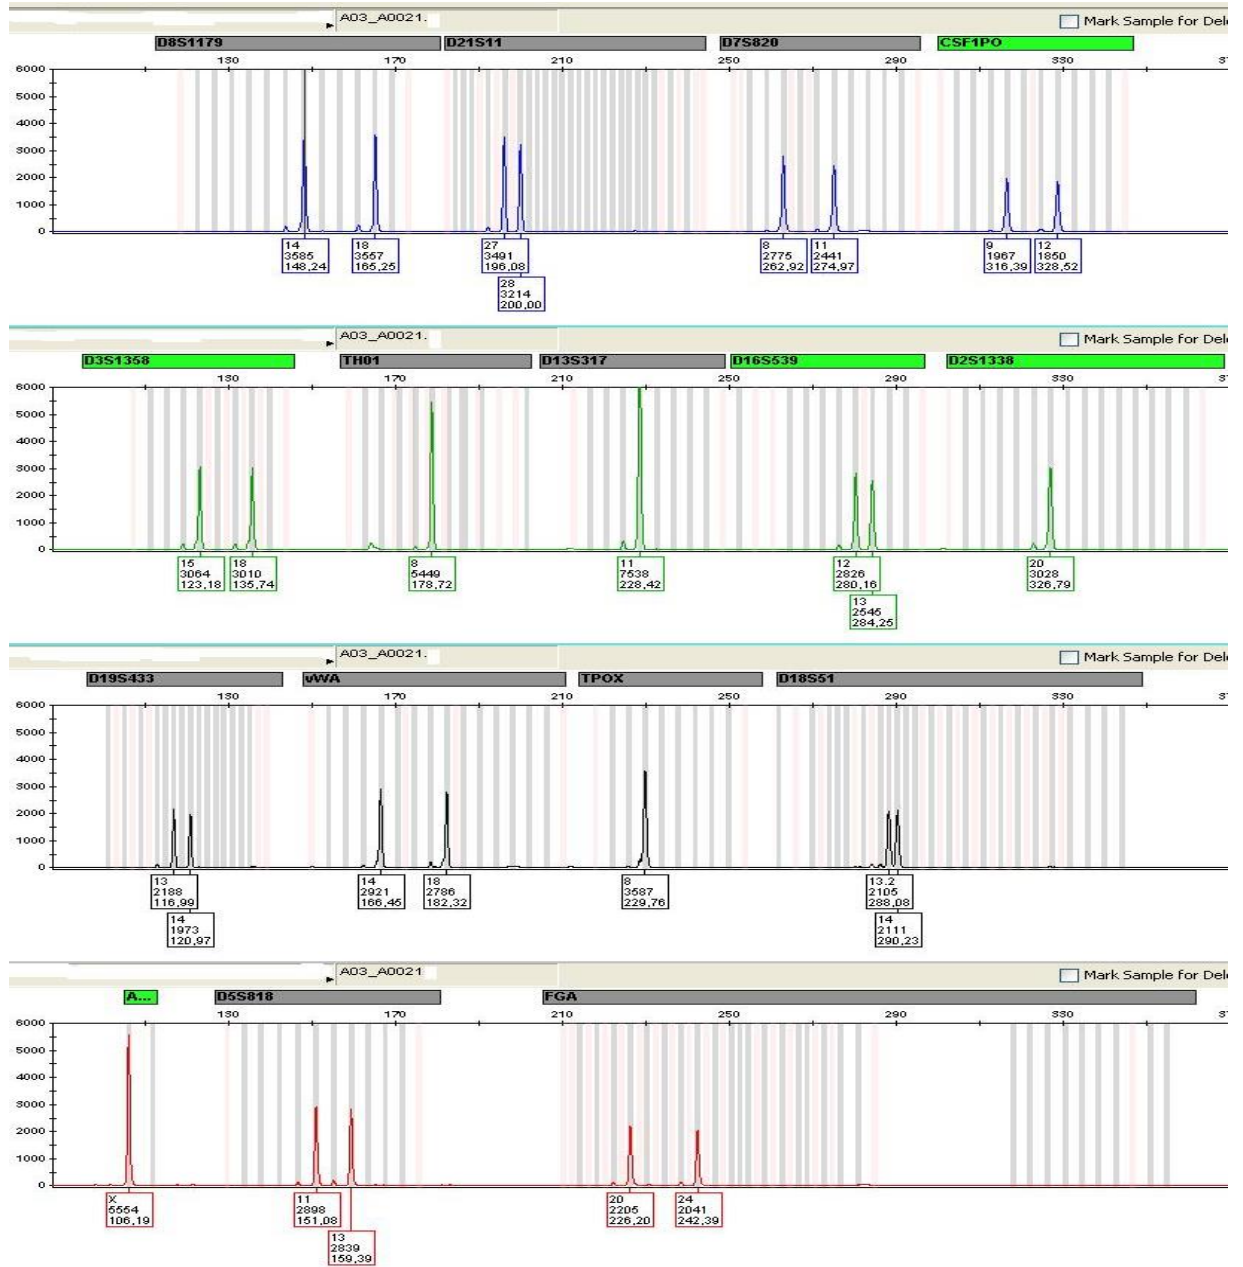 A03_A0021. Mark Sample for Dele
D8S1179 D21S11 D7S820 CSF1PO
130 170 210 250 290 330 37
6000
5000
4000
3000
2000
1000
0
14 18 27 8 11 9 12
3585 3557 3491 2775 2441 1967 1850
148,24 165,25 196,08 262,92 274,97 316,39 328,52
28
3214
200,00
A03_A0021. Mark Sample for Dele
D3S1358 TH01 D13S317 D16S539 D2S1338
130 170 210 250 290 330 37
6000
5000
4000
3000
2000
1000
0
15 18 8 11 12 20
3064 3010 5449 7538 2826 3028
123,18 135,74 178,72 228,42 280,16 326,79
13
2545
284,25
A03_A0021. Mark Sample for Dele
D19S433 vWA TPOX D18S51
130 170 210 250 290 330 37
6000
5000
4000
3000
2000
1000
0
13 14 18 8 13.2
2188 2921 2786 3587 2105
116,99 166,45 182,32 229,76 288,08
14 14
1973 2111
120,97 290,23
A03_A0021 Mark Sample for Dele
A... D5S818 FGA
130 170 210 250 290 330 37
6000
5000
4000
3000
2000
1000
0
X 11 20 24
5554 2898 2205 2041
106,19 151,08 226,20 242,39
13
2839
159,39